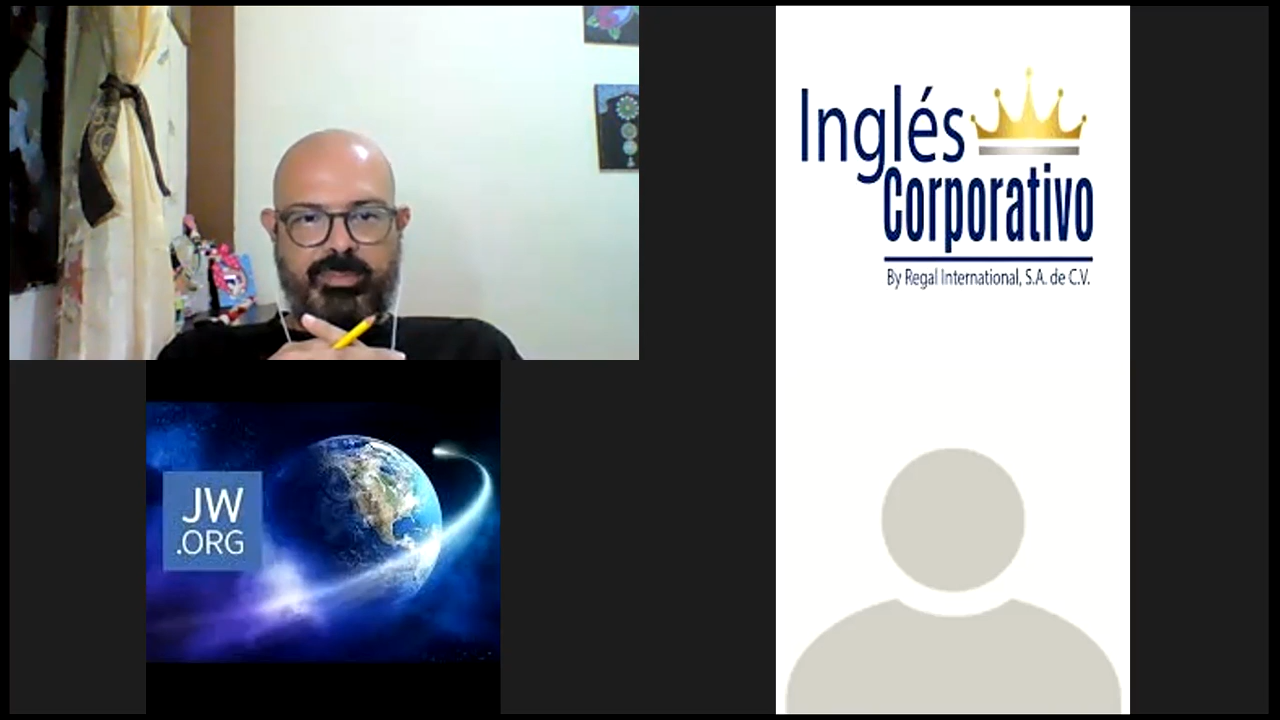 Inglés
Corporativo
By Regal International, S.A. de C.V.
JW
.ORG